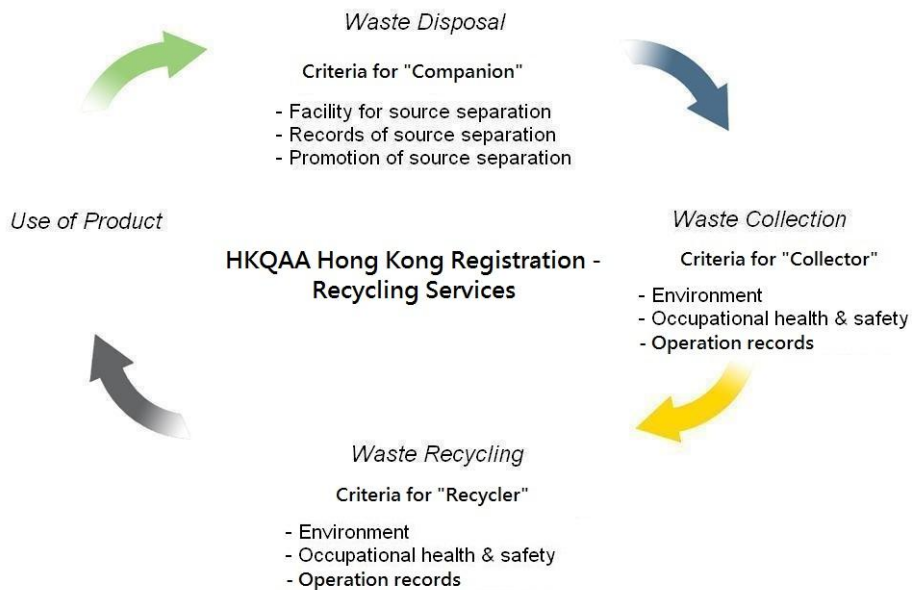 Waste Disposal
Criteria for "Companion"
- Facility for source separation
- Records of source separation
- Promotion of source separation
Use of Product
Waste Collection
Criteria for "Collector"
- Environment
- Occupational health & safety
- Operation records
HKQAA Hong Kong Registration -
Recycling Services
Waste Recycling
Criteria for "Recycler"
- Environment
- Occupational health & safety
- Operation records